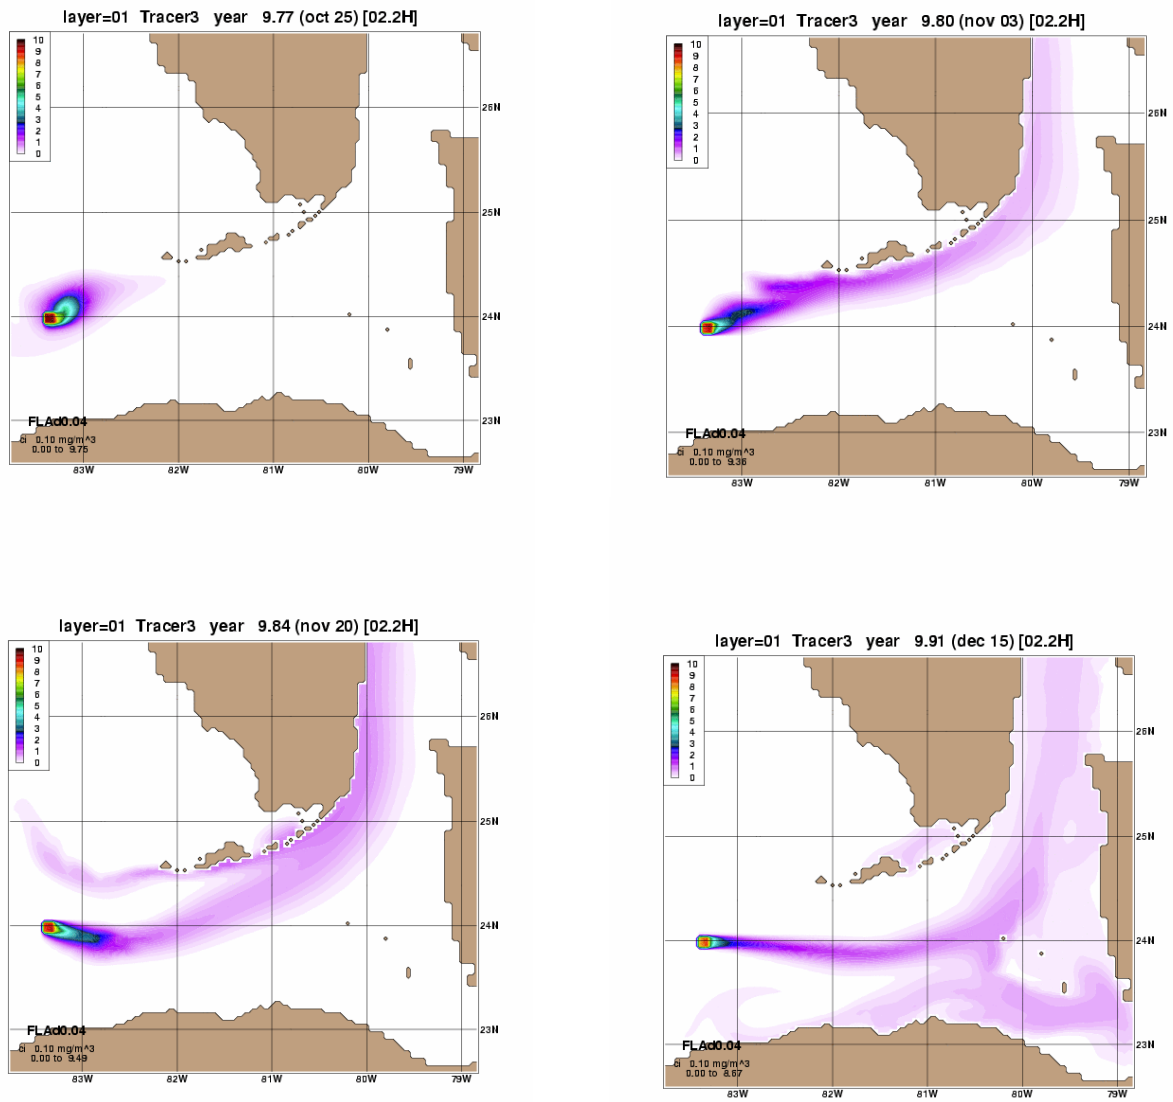 layer=01 Tracer3 year 9.77 (oct 25) [02.2H]
10
9
8
7
6
5
4
3
2
1
0
26N
25N
24N
23N
FLAd0.04
ci 0.10 mg/m^3
0.00 to 9.75
83W 82W 81W 80W 79W
layer=01 Tracer3 year 9.80 (nov 03) [02.2H]
10
9
8
7
6
5
4
3
2
1
0
26N
25N
24N
23N
FLAd0.04
ci 0.10 mg/m^3
0.00 to 9.36
83W 82W 81W 80W 79W
layer=01 Tracer3 year 9.84 (nov 20) [02.2H]
10
9
8
7
6
5
4
3
2
1
0
26N
25N
24N
23N
FLAd0.04
ci 0.10 mg/m^3
0.00 to 9.49
83W 82W 81W 80W 79W
layer=01 Tracer3 year 9.91 (dec 15) [02.2H]
10
9
8
7
6
5
4
3
2
1
0
26N
25N
24N
23N
FLAd0.04
ci 0.10 mg/m^3
0.00 to 8.67
83W 82W 81W 80W 79W